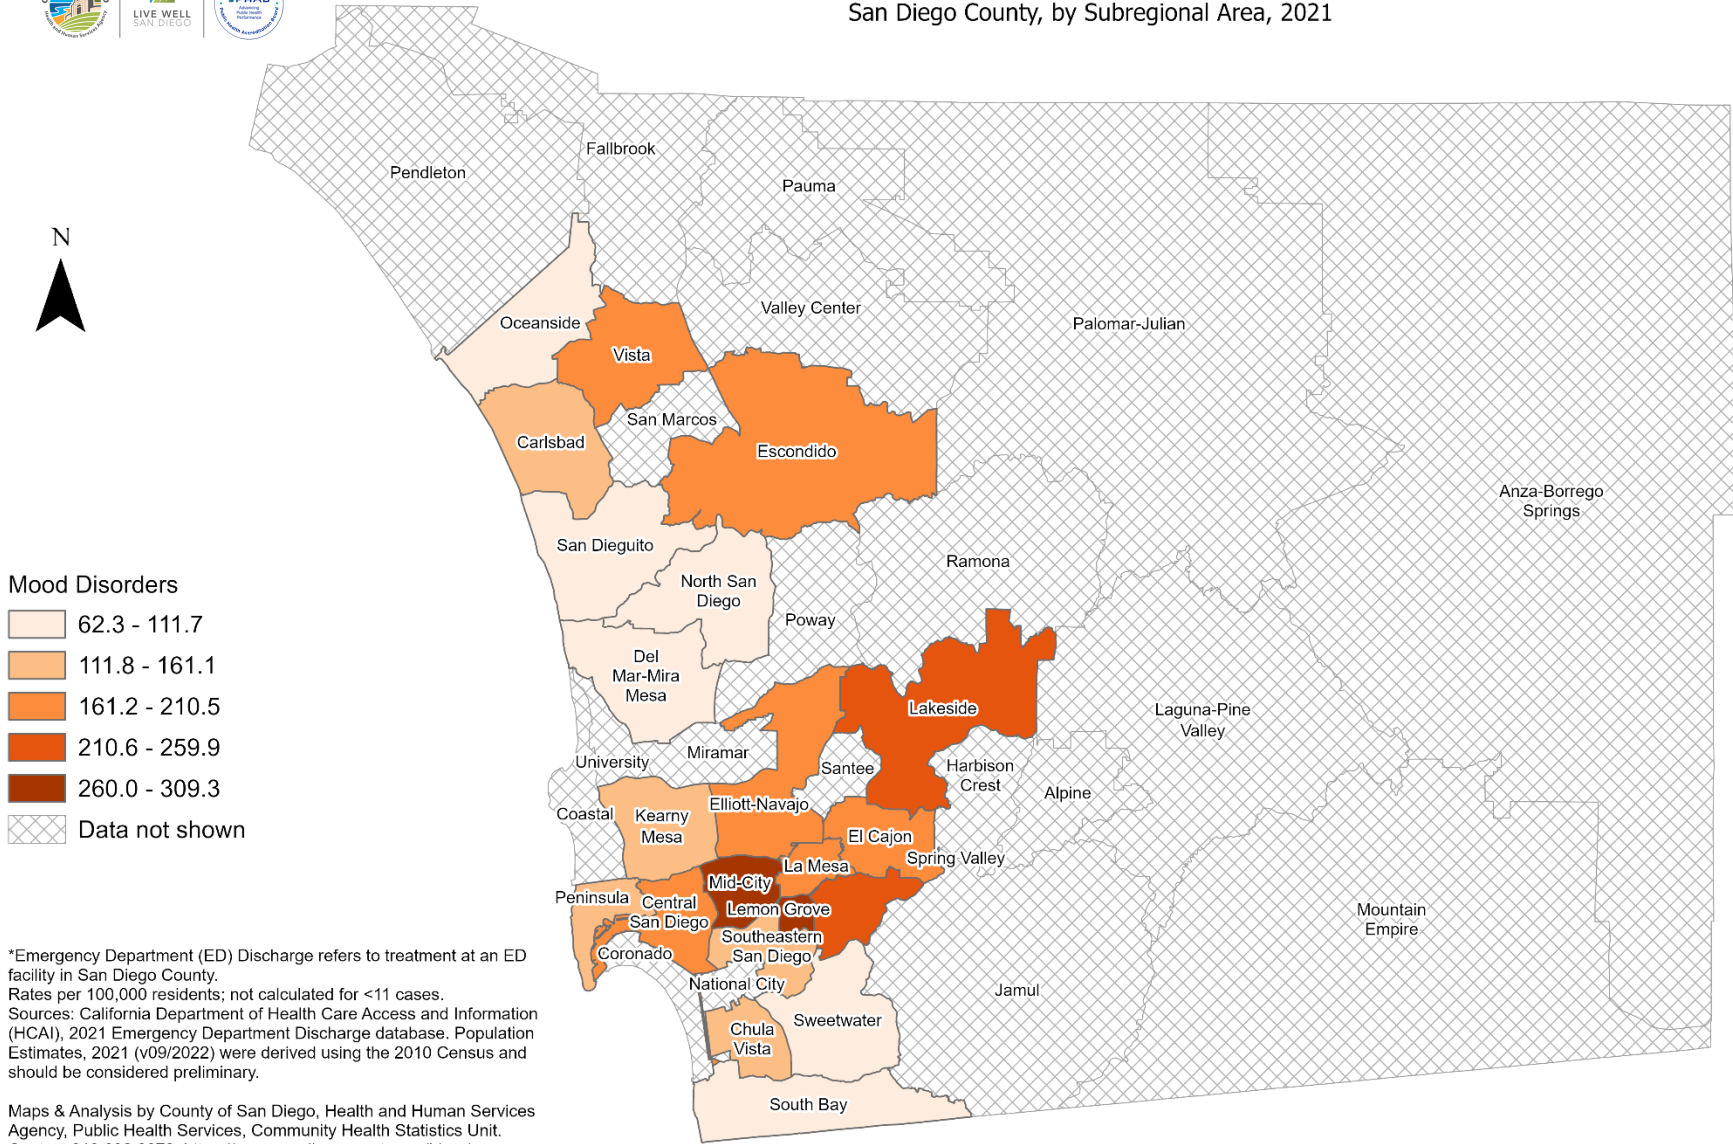 LIVE WELL
SAN DIEGO
Advancing
Public Health
Performance
San Diego County, by Subregional Area, 2021
Fallbrook
Pendleton
Pauma
N
Valley Center
Oceanside
Palomar-Julian
Vista
San Marcos
Carlsbad
Escondido
Anza-Borrego
Springs
San Dieguito
Ramona
North San
Diego
Poway
Del
Mar-Mira
Mesa
Lakeside
Laguna-Pine
Valley
Miramar
University
Santee
Harbison
Crest
Alpine
Elliott-Navajo
Coastal
Kearny
Mesa
El Cajon
Spring Valley
La Mesa
Mid-City
Peninsula
Central
San Diego
Lemon Grove
Mountain
Empire
Southeastern
San Diego
Coronado
National City
Jamul
Sweetwater
Chula
Vista
South Bay
Mood Disorders
62.3 - 111.7
111.8 - 161.1
161.2 - 210.5
210.6 - 259.9
260.0 - 309.3
Data not shown
*Emergency Department (ED) Discharge refers to treatment at an ED
facility in San Diego County.
Rates per 100,000 residents; not calculated for <11 cases.
Sources: California Department of Health Care Access and Information
(HCAI), 2021 Emergency Department Discharge database. Population
Estimates, 2021 (v09/2022) were derived using the 2010 Census and
should be considered preliminary.
Maps & Analysis by County of San Diego, Health and Human Services
Agency, Public Health Services, Community Health Statistics Unit.